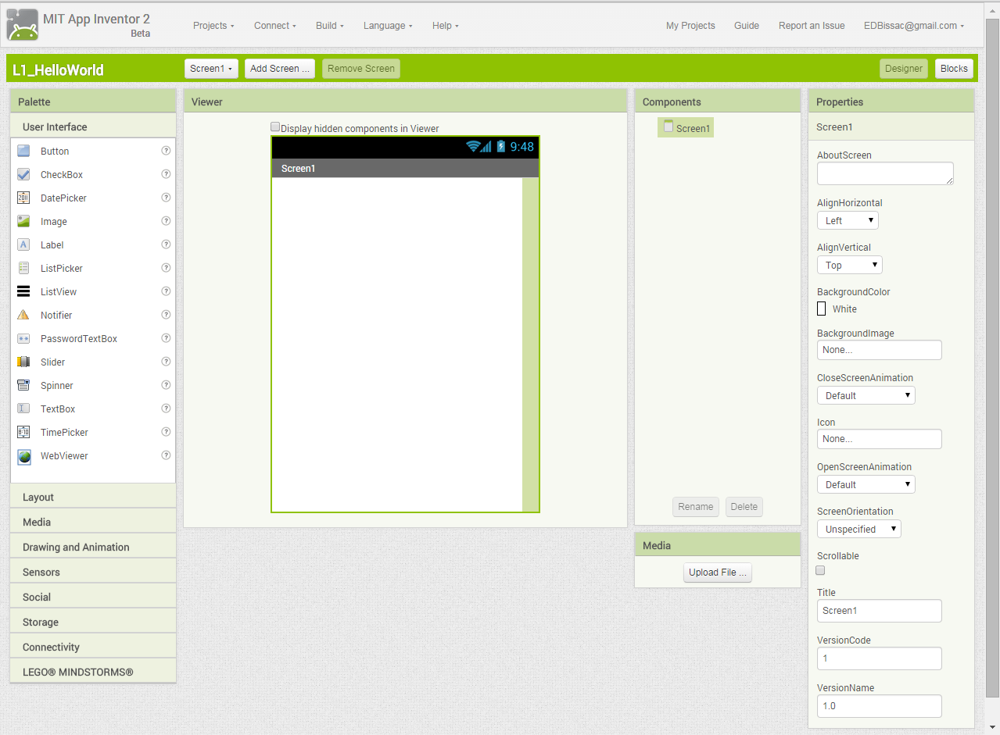 MIT App Inventor 2
Beta
Projects Connect Build Language Help My Projects Guide Report an Issue EDBissac@gmail.com
L1_HelloWorld Screen1 Add Screen ... Remove Screen Designer Blocks
Palette
User Interface
Button ?
CheckBox ?
2011 DatePicker ?
Image ?
A Label ?
ListPicker ?
ListView ?
Notifier ?
PasswordTextBox ?
Slider ?
Spinner ?
TextBox ?
8:10 TimePicker ?
WebViewer ?
Layout
Media
Drawing and Animation
Sensors
Social
Storage
Connectivity
LEGO® MINDSTORMS®
Viewer
Display hidden components in Viewer
9:48
Screen1
Components
Screen1
Rename Delete
Media
Upload File ...
Properties
Screen1
AboutScreen
AlignHorizontal
Left
AlignVertical
Top
BackgroundColor
White
BackgroundImage
None...
CloseScreenAnimation
Default
Icon
None...
OpenScreenAnimation
Default
ScreenOrientation
Unspecified
Scrollable
Title
Screen1
VersionCode
1
VersionName
1.0